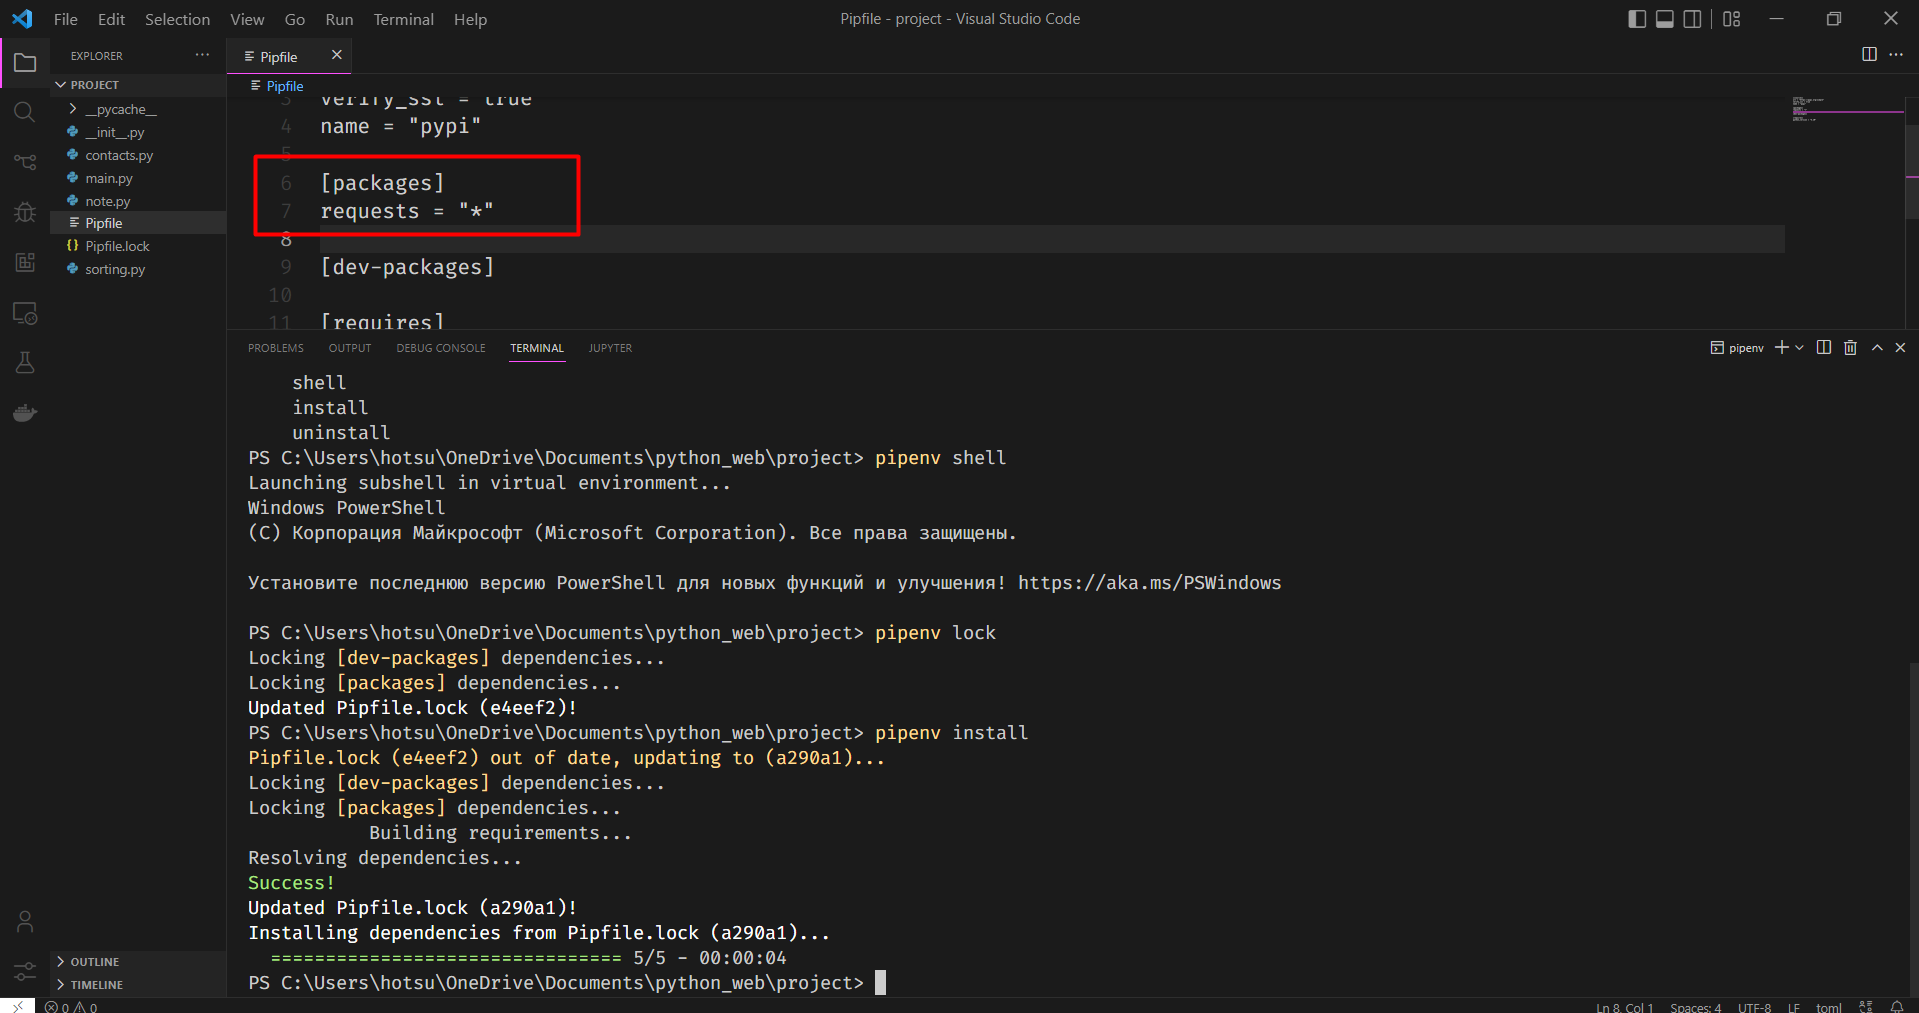 File Edit Selection View Go Run Terminal Help
Pipfile - project - Visual Studio Code
EXPLORER
PROJECT
__pycache__
__init__.py
contacts.py
main.py
note.py
Pipfile
Pipfile.lock
sorting.py
OUTLINE
TIMELINE
Pipfile
Pipfile
3 verify_ssl = true
4 name = "pypi"
5
6 [packages]
7 requests = "*"
8
9 [dev-packages]
10
11 [requires]
PROBLEMS OUTPUT DEBUG CONSOLE TERMINAL JUPYTER
pipenv
shell
install
uninstall
PS C:\Users\hotsu\OneDrive\Documents\python_web\project> pipenv shell
Launching subshell in virtual environment...
Windows PowerShell
(C) Корпорация Майкрософт (Microsoft Corporation). Все права защищены.
Установите последнюю версию PowerShell для новых функций и улучшения! https://aka.ms/PSWindows
PS C:\Users\hotsu\OneDrive\Documents\python_web\project> pipenv lock
Locking [dev-packages] dependencies...
Locking [packages] dependencies...
Updated Pipfile.lock (e4eef2)!
PS C:\Users\hotsu\OneDrive\Documents\python_web\project> pipenv install
Pipfile.lock (e4eef2) out of date, updating to (a290a1)...
Locking [dev-packages] dependencies...
Locking [packages] dependencies...
Building requirements...
Resolving dependencies...
Success!
Updated Pipfile.lock (a290a1)!
Installing dependencies from Pipfile.lock (a290a1)...
================================ 5/5 - 00:00:04
PS C:\Users\hotsu\OneDrive\Documents\python_web\project>
0 0
Ln 8, Col 1 Spaces: 4 UTF-8 LF toml